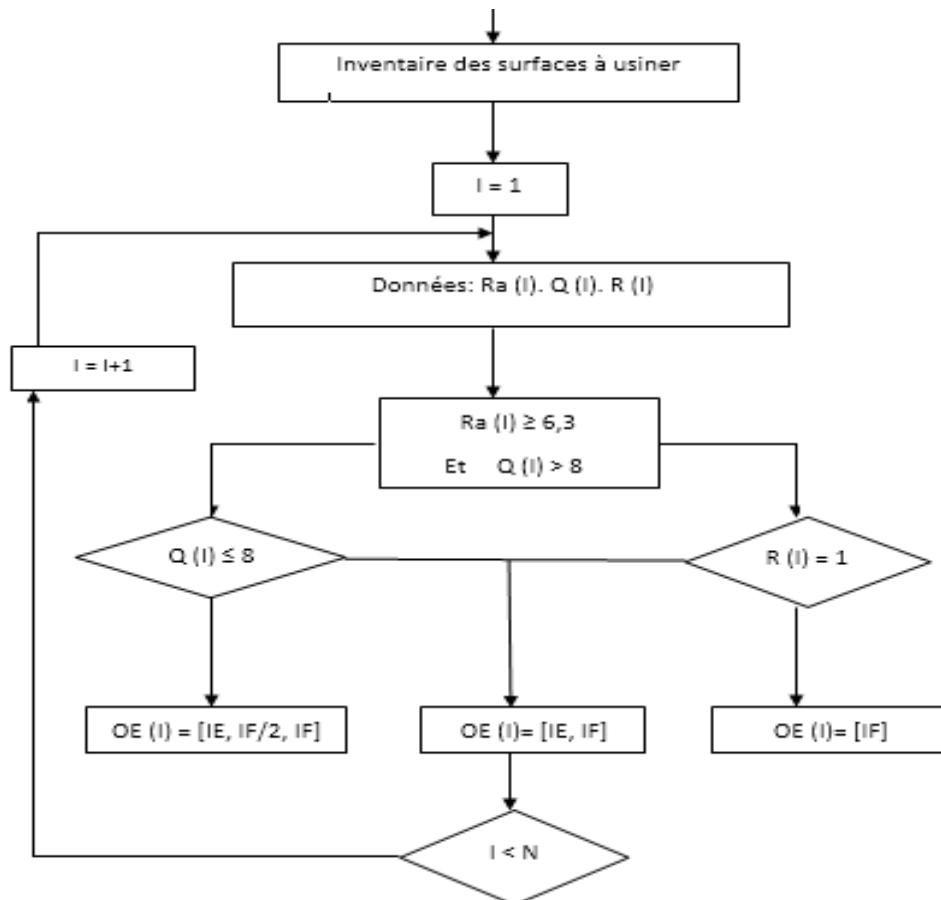 Inventaire des surfaces à usiner
I = 1
Données: Ra (I). Q (I). R (I)
I = I+1
Ra (I) ≥ 6,3
Et Q (I) > 8
Q (I) ≤ 8
R (I) = 1
OE (I) = [IE, IF/2, IF]
OE (I)= [IE, IF]
OE (I)= [IF]
I < N